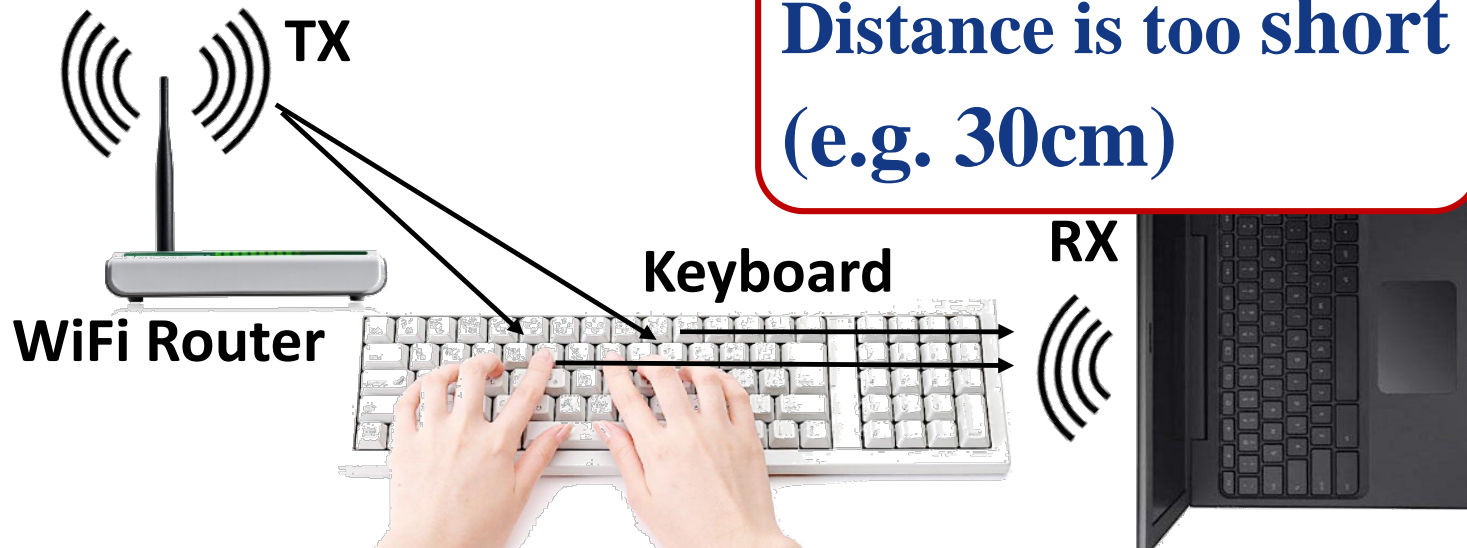 TX
Distance is too short
(e.g. 30cm)
RX
Keyboard
WiFi Router